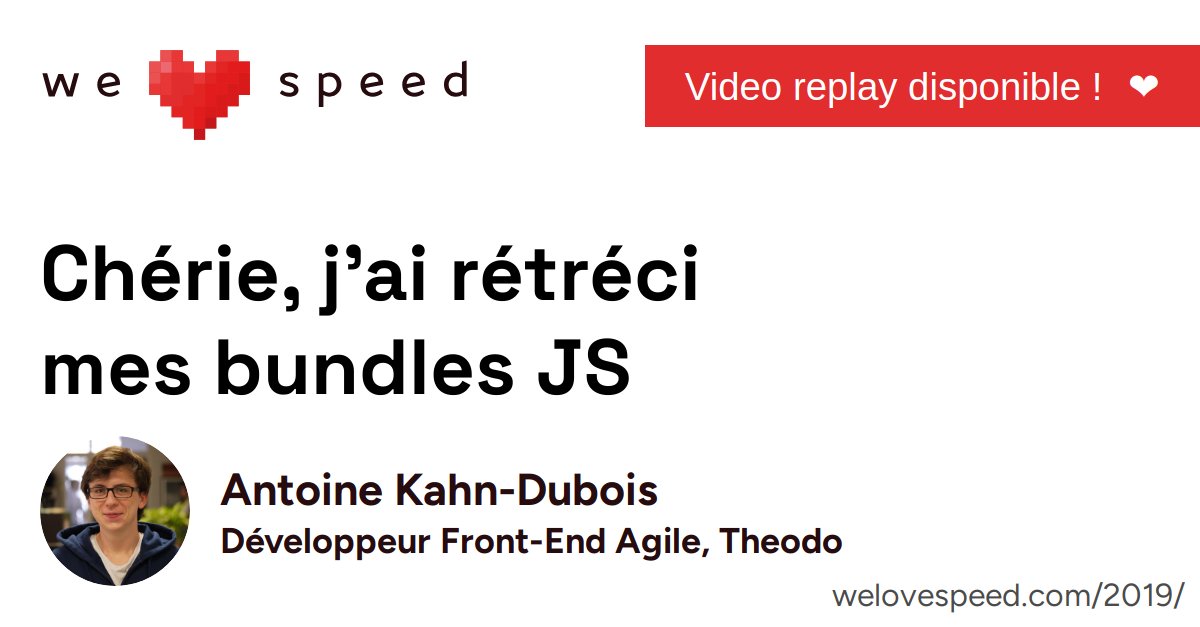 we speed
Video replay disponible ! ❤
Chérie, j’ai rétréci
mes bundles JS
Antoine Kahn-Dubois
Développeur Front-End Agile, Theodo
welovespeed.com/2019/